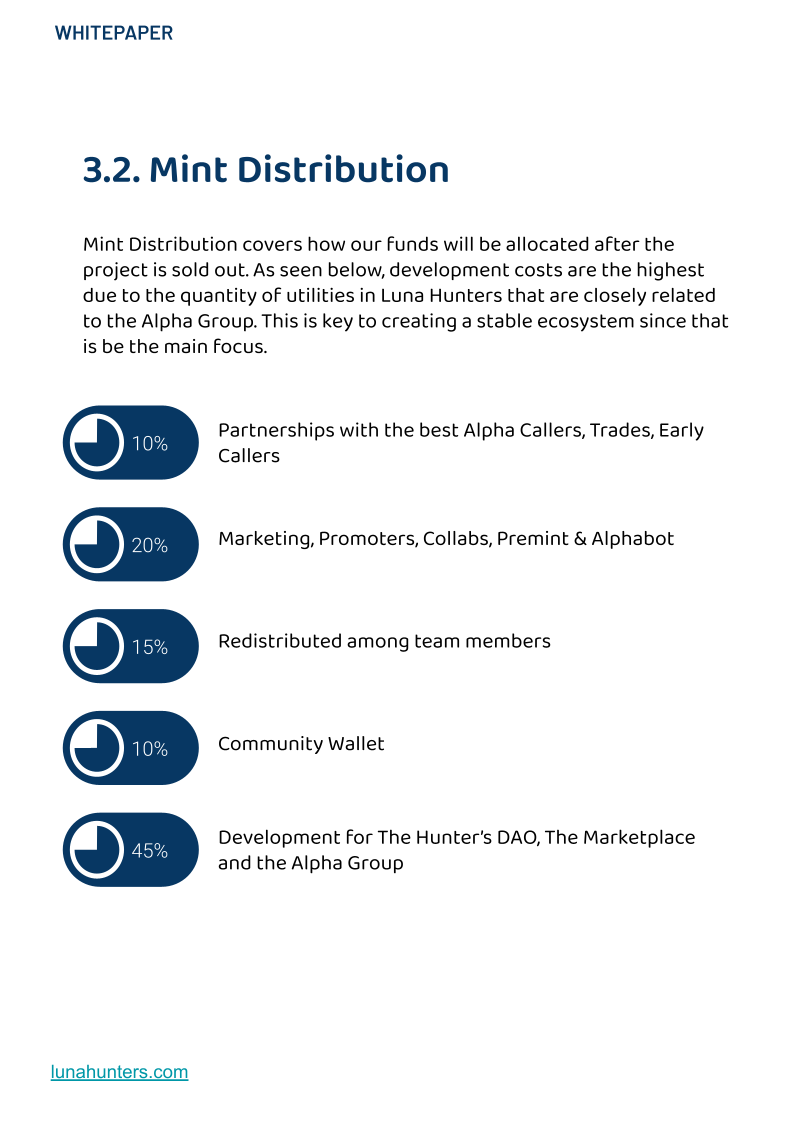 WHITEPAPER
3.2. Mint Distribution
Mint Distribution covers how our funds will be allocated after the
project is sold out. As seen below, development costs are the highest
due to the quantity of utilities in Luna Hunters that are closely related
to the Alpha Group. This is key to creating a stable ecosystem since that
is be the main focus.
10%
Partnerships with the best Alpha Callers, Trades, Early
Callers
20%
Marketing, Promoters, Collabs, Premint & Alphabot
15%
Redistributed among team members
10%
Community Wallet
45%
Development for The Hunter’s DAO, The Marketplace
and the Alpha Group
lunahunters.com